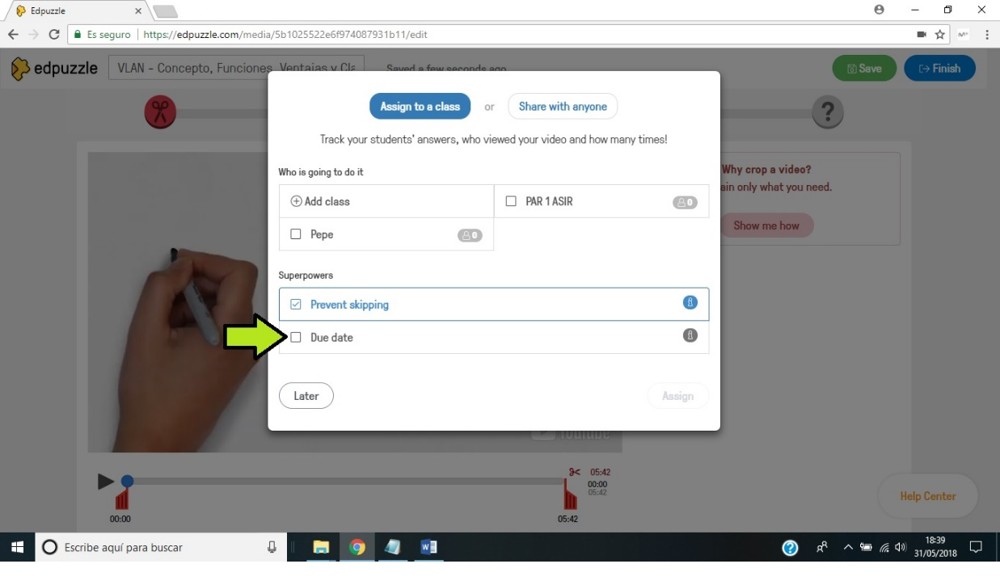 Edpuzzle
Es seguro https://edpuzzle.com/media/5b1025522e6f974087931b11/edit
edpuzzle
VLAN - Concepto, Funciones, Ventajas y Cla
Saved a few seconds ago
Save
Finish
Assign to a class or Share with anyone
Track your students' answers, who viewed your video and how many times!
Who is going to do it
Add class
PAR 1 ASIR 0
Pepe 0
Why crop a video?
ain only what you need.
Show me how
Superpowers
Prevent skipping
Due date
Later
Assign
YouTube
05:42
00:00
05:42
00:00
05:42
Help Center
Escribe aquí para buscar
18:39
31/05/2018